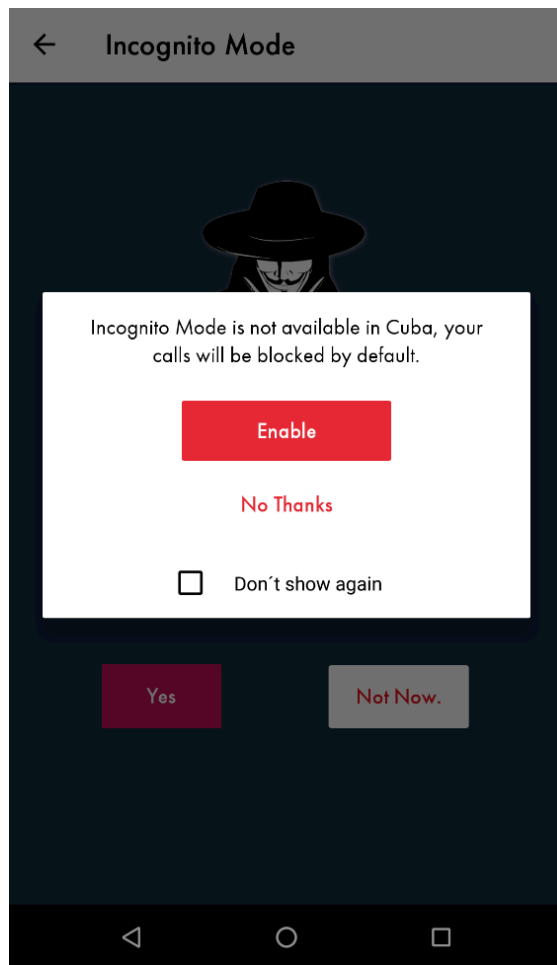 Incognito Mode
Incognito Mode is not available in Cuba, your
calls will be blocked by default.
Enable
No Thanks
Don´t show again
Yes
Not Now.